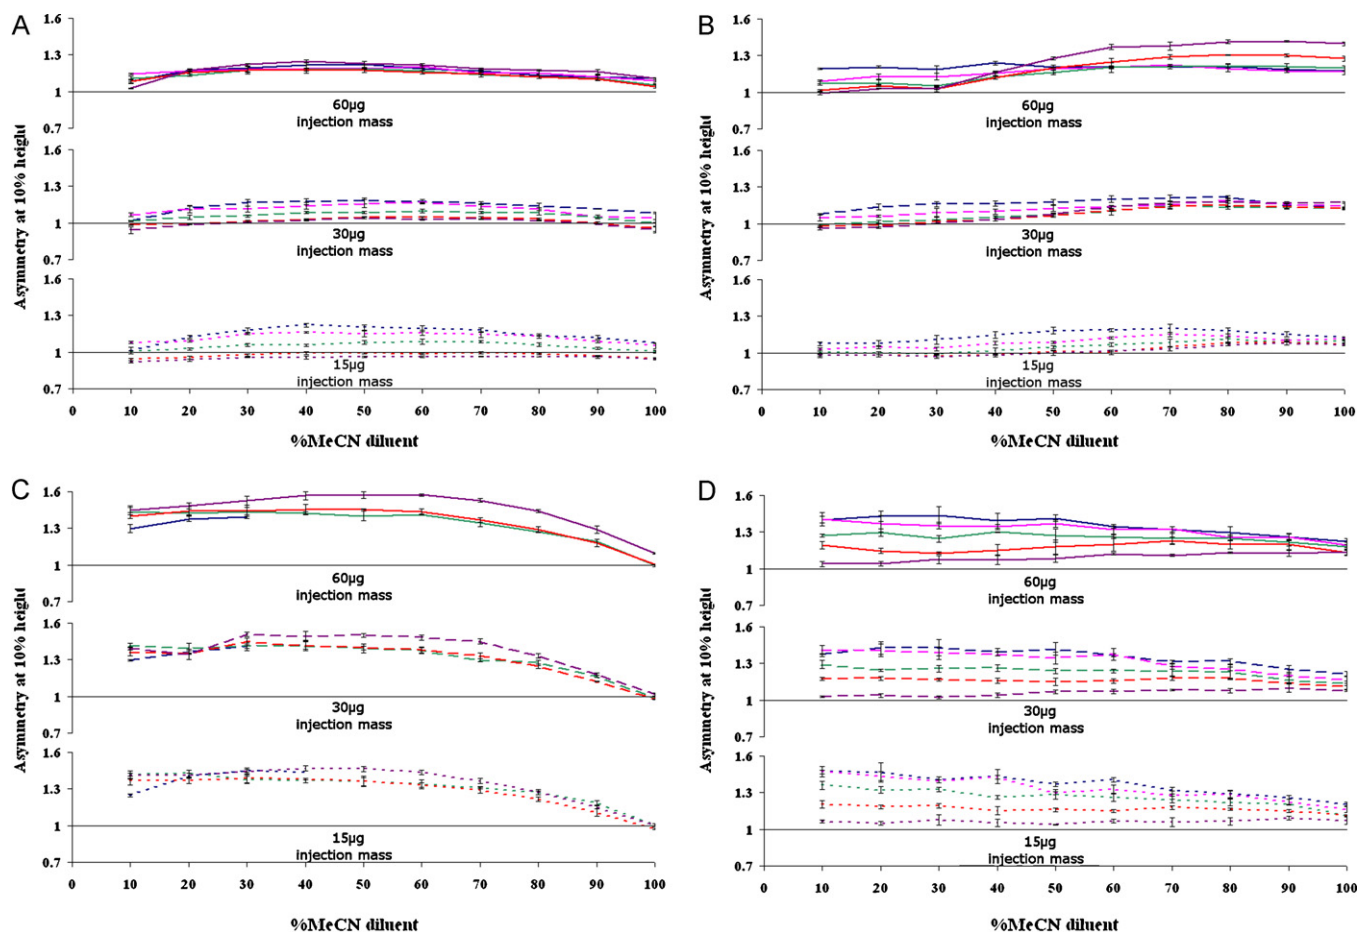 A
Asymmetry at 10% height
1.6
1.3
1
0.7
60µg
injection mass
1.6
1.3
1
0.7
30µg
injection mass
1.6
1.3
1
0.7
15µg
injection mass
0 10 20 30 40 50 60 70 80 90 100
%MeCN diluent
B
Asymmetry at 10% height
1.6
1.3
1
0.7
60µg
injection mass
1.6
1.3
1
0.7
30µg
injection mass
1.6
1.3
1
0.7
15µg
injection mass
0 10 20 30 40 50 60 70 80 90 100
%MeCN diluent
C
Asymmetry at 10% height
1.6
1.3
1
0.7
60µg
injection mass
1.6
1.3
1
0.7
30µg
injection mass
1.6
1.3
1
0.7
15µg
injection mass
0 10 20 30 40 50 60 70 80 90 100
%MeCN diluent
D
Asymmetry at 10% height
1.6
1.3
1
0.7
60µg
injection mass
1.6
1.3
1
0.7
30µg
injection mass
1.6
1.3
1
0.7
15µg
injection mass
0 10 20 30 40 50 60 70 80 90 100
%MeCN diluent